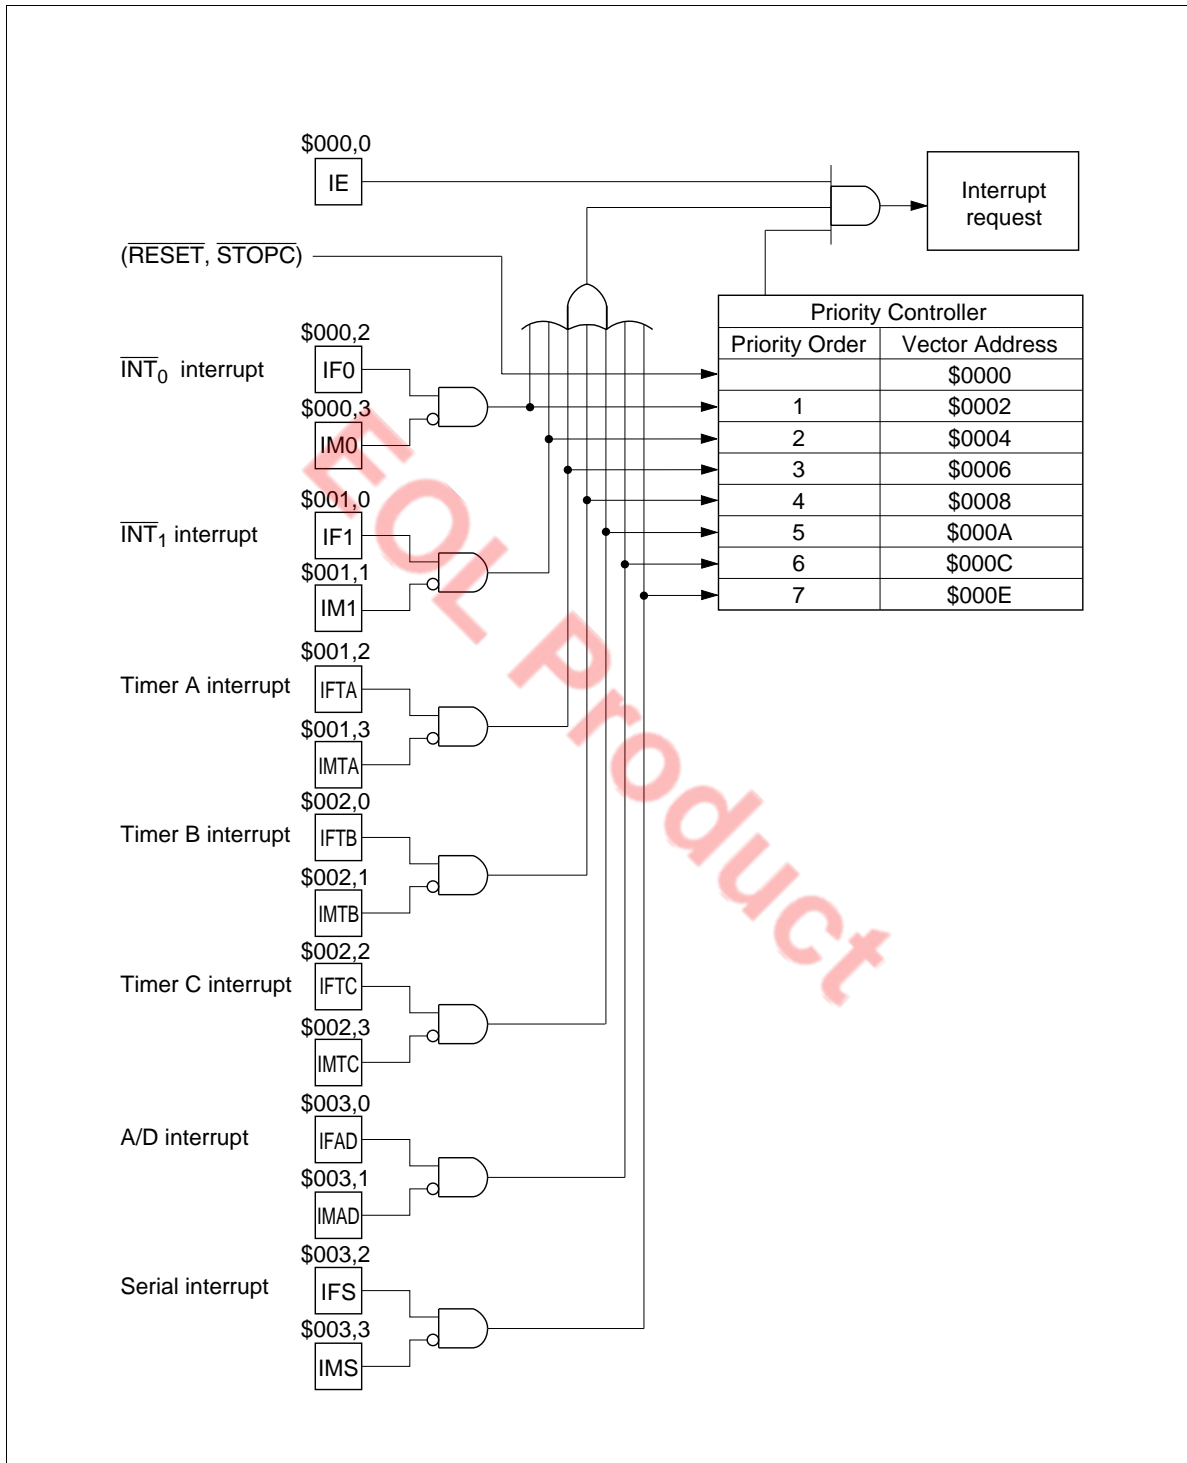 $000,0
IE
Interrupt
request
(RESET, STOPC)
Priority Controller
Priority Order Vector Address
$0000
1 $0002
2 $0004
3 $0006
4 $0008
5 $000A
6 $000C
7 $000E
$000,2
INT0 interrupt IF0
$000,3
IM0
$001,0
INT1 interrupt IF1
$001,1
IM1
$001,2
Timer A interrupt IFTA
$001,3
IMTA
$002,0
Timer B interrupt IFTB
$002,1
IMTB
$002,2
Timer C interrupt IFTC
$002,3
IMTC
$003,0
A/D interrupt IFAD
$003,1
IMAD
$003,2
Serial interrupt IFS
$003,3
IMS
EOL Product